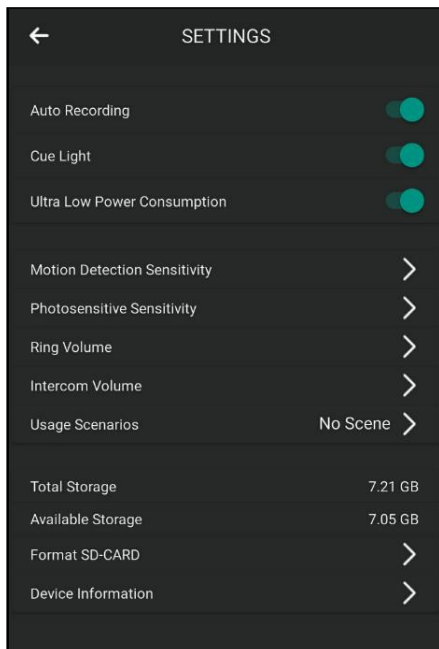 SETTINGS
Auto Recording
Cue Light
Ultra Low Power Consumption
Motion Detection Sensitivity
Photosensitive Sensitivity
Ring Volume
Intercom Volume
Usage Scenarios No Scene
Total Storage 7.21 GB
Available Storage 7.05 GB
Format SD-CARD
Device Information